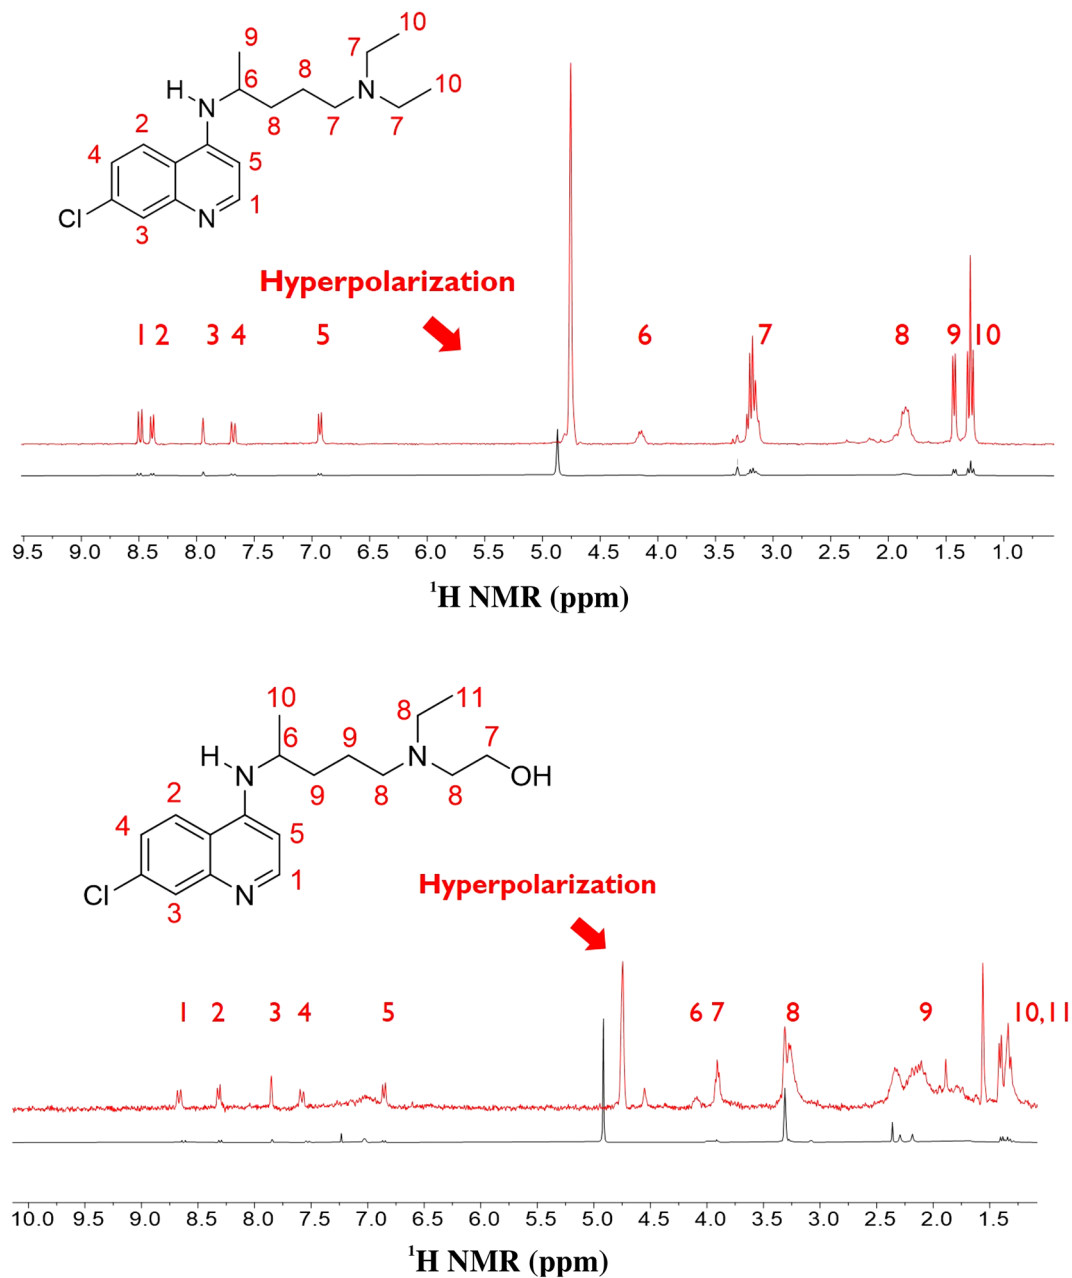 10
9
7
8
10
H
6
N
N
8
7
7
2
4
5
1
Cl
N
3
Hyperpolarization
1 2 3 4 5 6 7 8 9 10
9.5 9.0 8.5 8.0 7.5 7.0 6.5 6.0 5.5 5.0 4.5 4.0 3.5 3.0 2.5 2.0 1.5 1.0
¹H NMR (ppm)
10
11
8
6
9
7
H
N
N
OH
9
8
8
2
4
5
1
Cl
N
3
Hyperpolarization
1 2 3 4 5 6 7 8 9 10,11
10.0 9.5 9.0 8.5 8.0 7.5 7.0 6.5 6.0 5.5 5.0 4.5 4.0 3.5 3.0 2.5 2.0 1.5
¹H NMR (ppm)